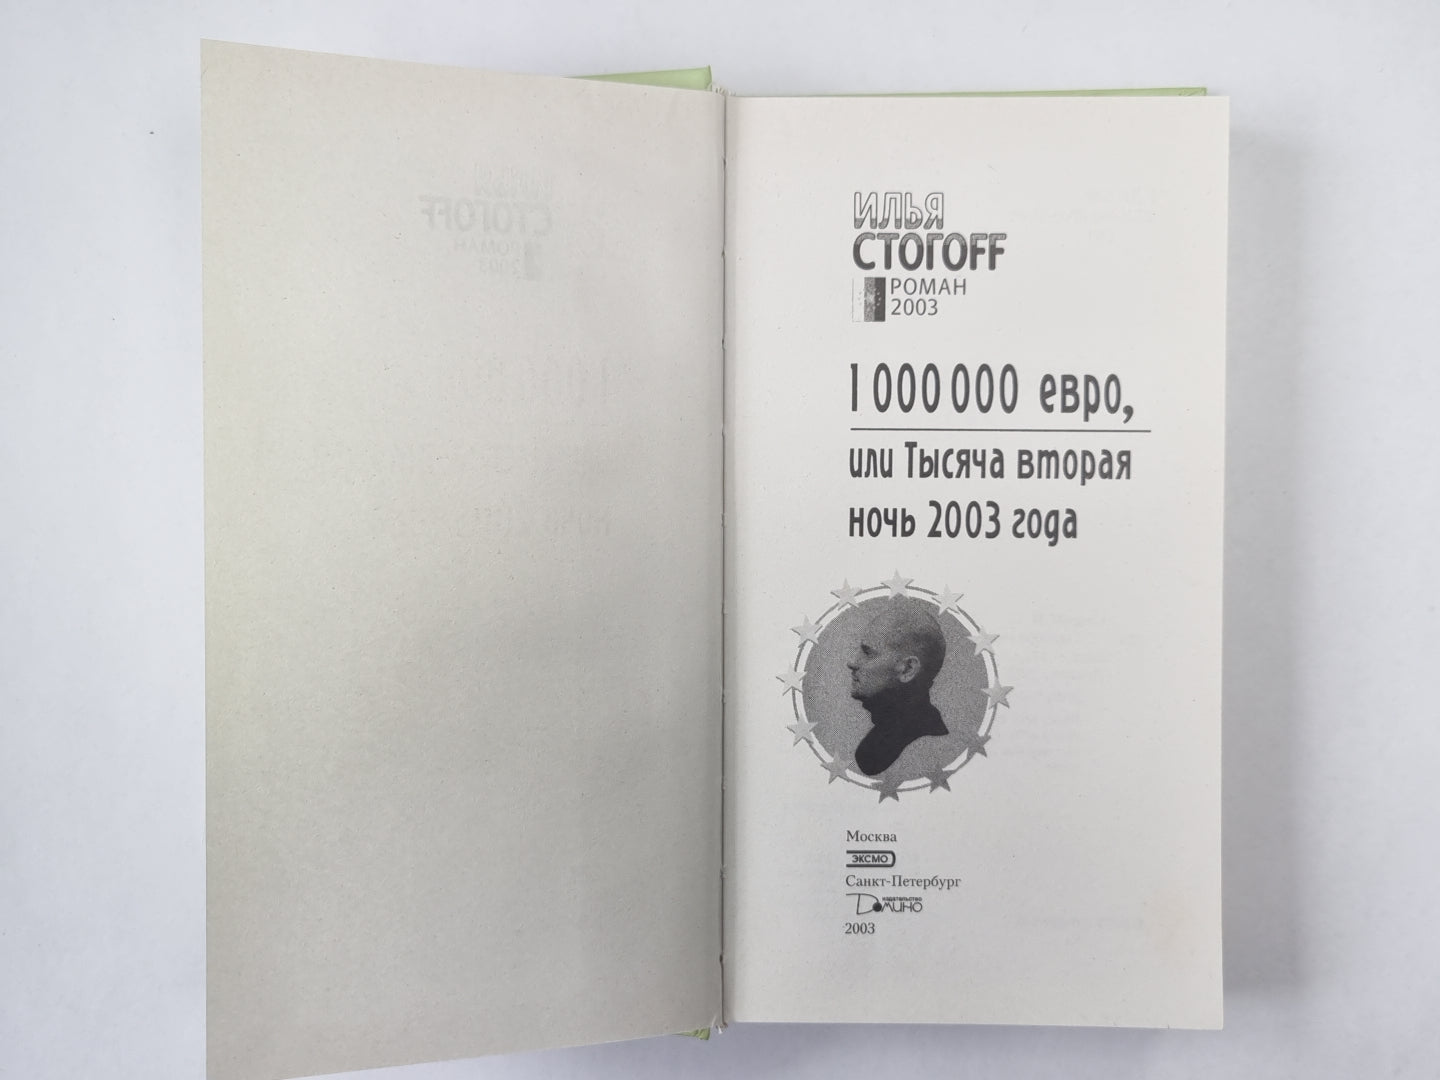 ИЛЬЯ
СТОГОFF
РОМАН
2003
1 000 000 евро,
или Тысяча вторая
ночь 2003 года
Москва
ЭКСМО
Санкт-Петербург
издательство
Домино
2003